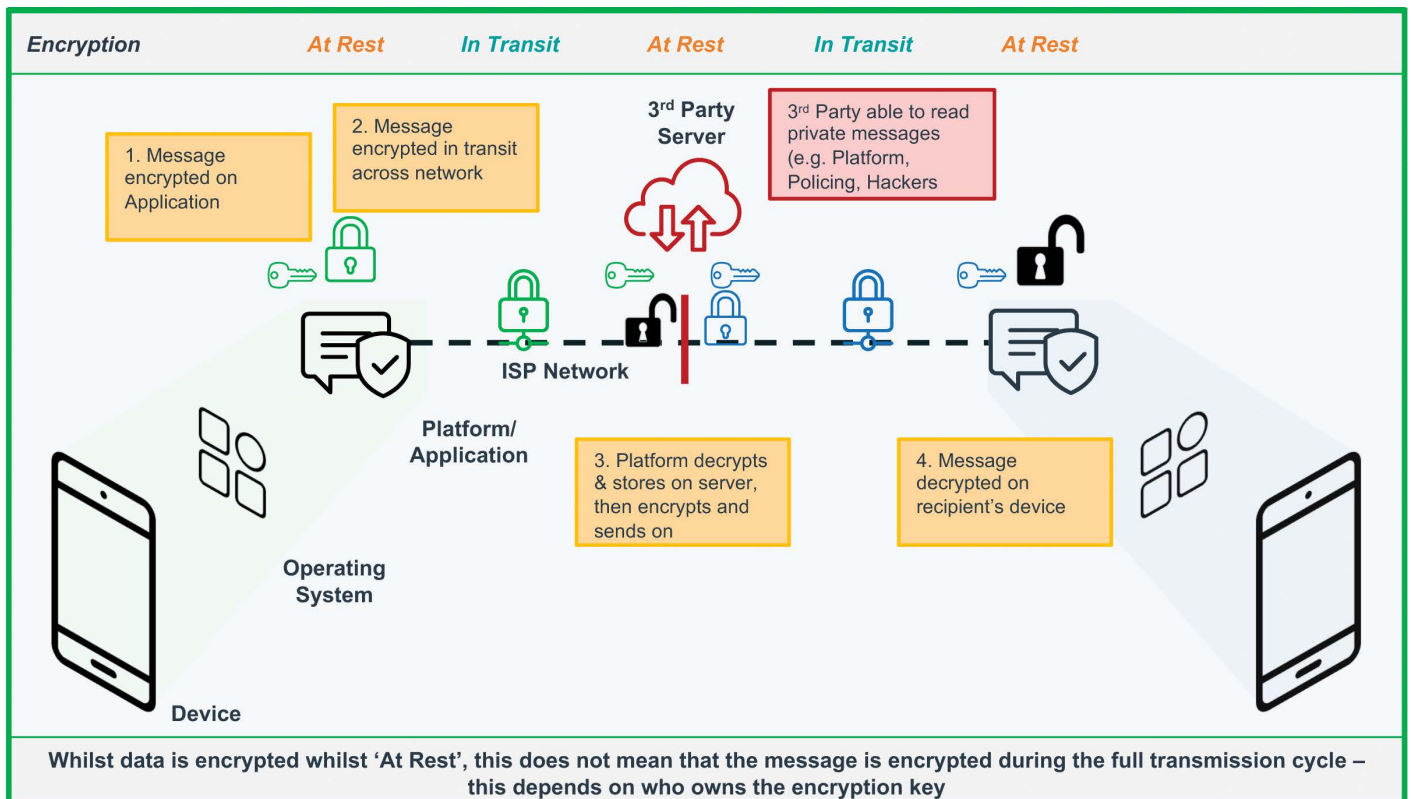 Encryption At Rest In Transit At Rest In Transit At Rest
1. Message
encrypted on
Application
2. Message
encrypted in transit
across network
3rd Party
Server
3rd Party able to read
private messages
(e.g. Platform,
Policing, Hackers
ISP Network
Platform/
Application
3. Platform decrypts
& stores on server,
then encrypts and
sends on
4. Message
decrypted on
recipient’s device
Operating
System
Device
Whilst data is encrypted whilst ‘At Rest’, this does not mean that the message is encrypted during the full transmission cycle –
this depends on who owns the encryption key